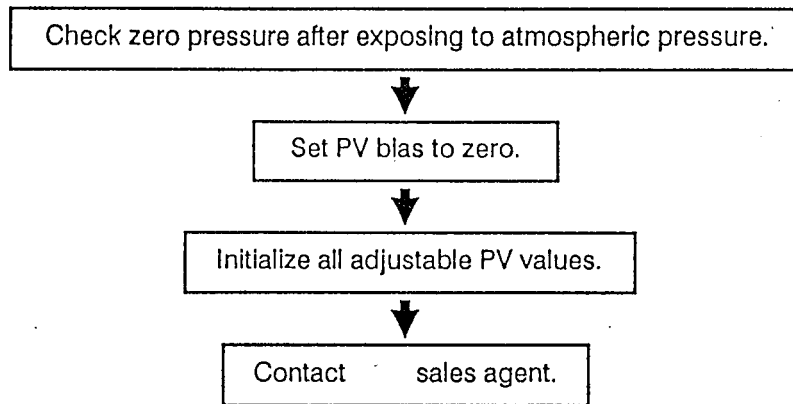 Check zero pressure after exposing to atmospheric pressure.
Set PV bias to zero.
Initialize all adjustable PV values.
Contact sales agent.